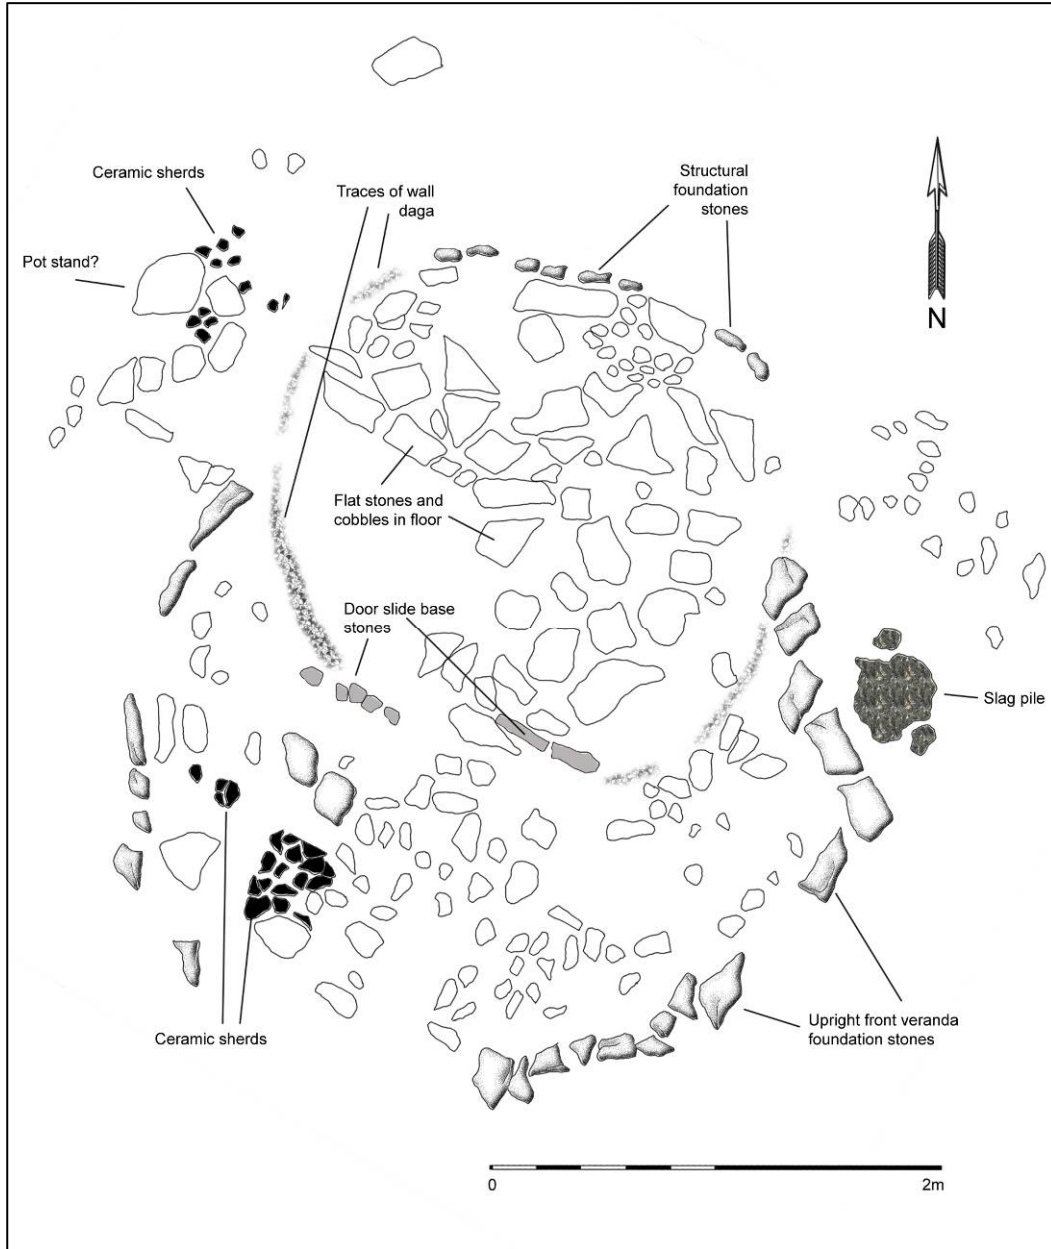 Ceramic sherds
Pot stand?
Traces of wall
daga
Structural
foundation
stones
N
Flat stones and
cobbles in floor
Door slide base
stones
Slag pile
Ceramic sherds
Upright front veranda
foundation stones
0
2m